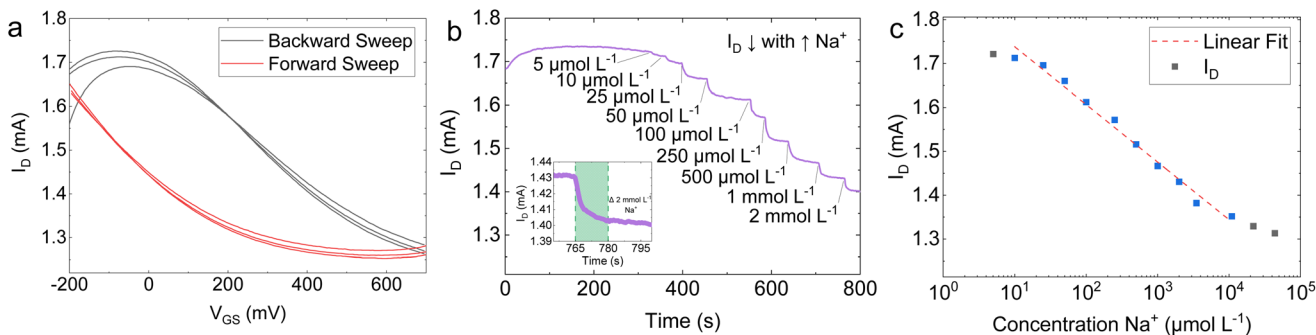 a
Backward Sweep
Forward Sweep
I_D (mA)
1.8
1.7
1.6
1.5
1.4
1.3
-200
0
200
400
600
V_GS (mV)
b
I_D ↓ with ↑ Na⁺
5 µmol L⁻¹
10 µmol L⁻¹
25 µmol L⁻¹
50 µmol L⁻¹
100 µmol L⁻¹
250 µmol L⁻¹
500 µmol L⁻¹
1 mmol L⁻¹
2 mmol L⁻¹
I_D (mA)
1.8
1.7
1.6
1.5
1.4
1.3
0
200
400
600
800
Time (s)
I_D (mA)
1.44
1.43
1.42
1.41
1.40
1.39
Δ 2 mmol L⁻¹
Na⁺
765
780
795
Time (s)
c
Linear Fit
I_D
I_D (mA)
1.8
1.7
1.6
1.5
1.4
1.3
10⁰
10¹
10²
10³
10⁴
10⁵
Concentration Na⁺ (µmol L⁻¹)